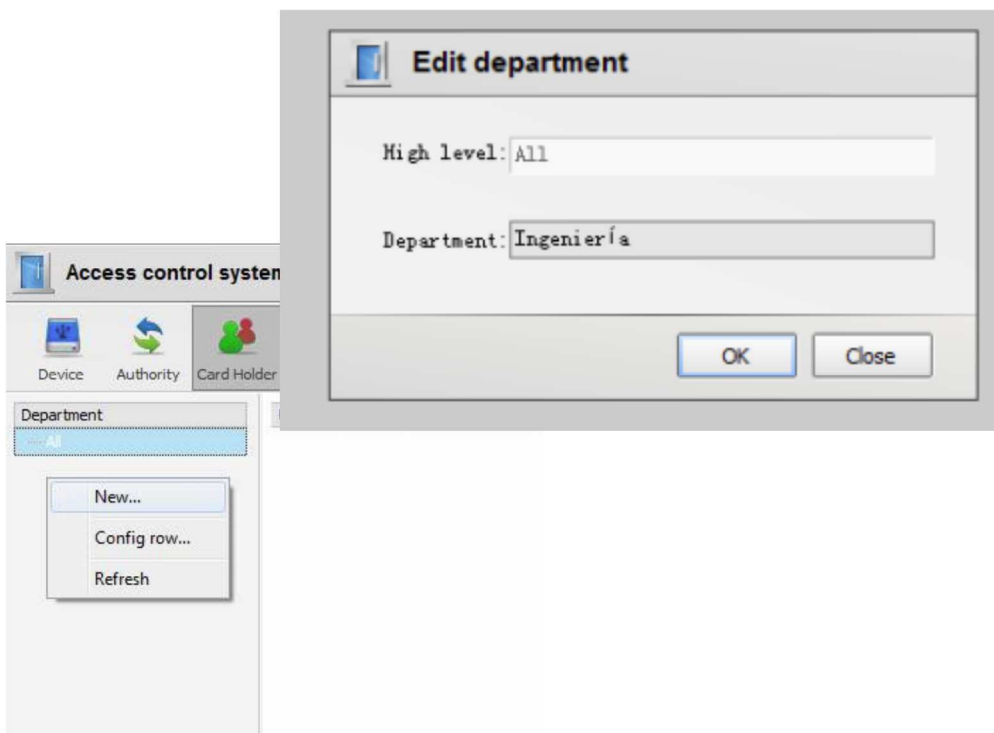 Edit department
High level: All
Department: Ingeniería
OK Close
Access control system
Device Authority Card Holder
Department
All
New...
Config row...
Refresh